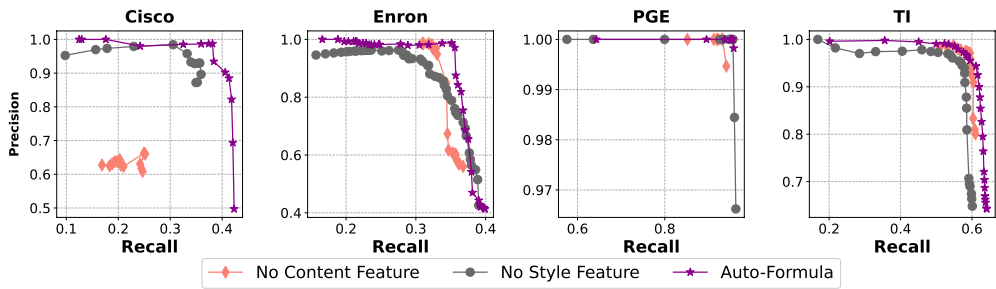 Cisco Enron PGE TI
Precision
1.0
0.9
0.8
0.7
0.6
0.5
0.1 0.2 0.3 0.4
Recall
1.0
0.8
0.6
0.4
0.2 0.3 0.4
Recall
1.00
0.99
0.98
0.97
0.6 0.8
Recall
1.0
0.9
0.8
0.7
0.2 0.4 0.6
Recall
No Content Feature No Style Feature Auto-Formula